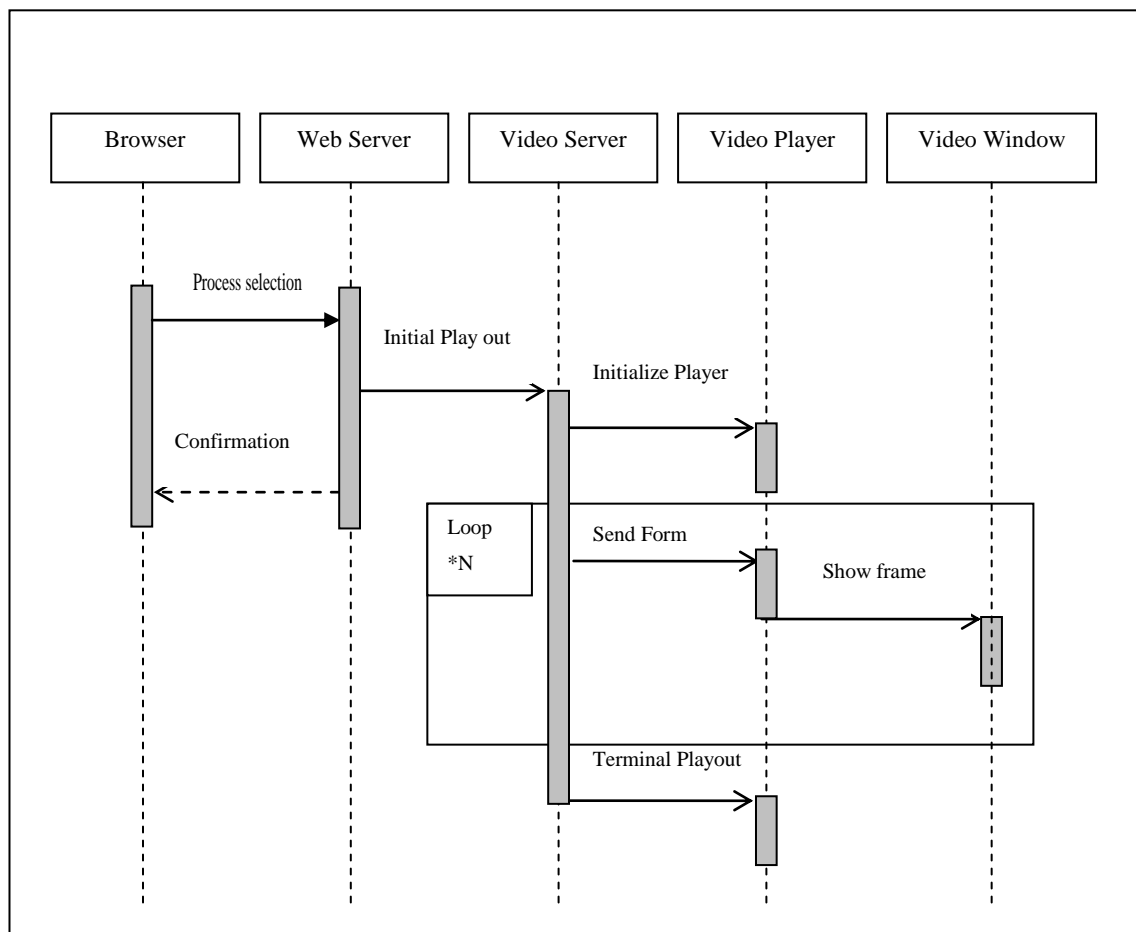 Browser
Web Server
Video Server
Video Player
Video Window
Process selection
Initial Play out
Initialize Player
Confirmation
Loop
*N
Send Form
Show frame
Terminal Playout